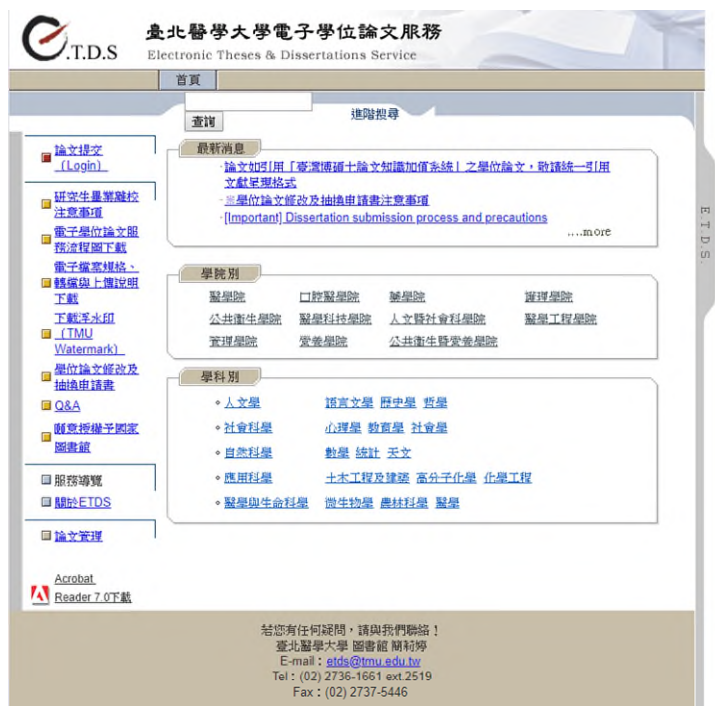 E.T.D.S
臺北醫學大學電子學位論文服務
Electronic Theses & Dissertations Service
首頁
查詢
進階搜尋
論文提交
(Login)
研究生畢業離校
注意事項
電子學位論文服
務流程圖下載
電子檔案規格、
轉檔與上傳說明
下載
下載浮水印
(TMU
Watermark)
學位論文修改及
抽換申請書
Q&A
願意授權予國家
圖書館
服務導覽
關於ETDS
論文管理
Acrobat
Reader 7.0下載
最新消息
論文如引用「臺灣博碩士論文知識加值系統」之學位論文,敬請統一引用
文獻呈現格式
※學位論文修改及抽換申請書注意事項
[Important] Dissertation submission process and precautions
....more
學院別
醫學院 口腔醫學院 藥學院 護理學院
公共衛生學院 醫學科技學院 人文暨社會科學院 醫學工程學院
管理學院 營養學院 公共衛生暨營養學院
學科別
人文學 語言文學 歷史學 哲學
社會科學 心理學 教育學 社會學
自然科學 數學 統計 天文
應用科學 土木工程及建築 高分子化學 化學工程
醫學與生命科學 微生物學 農林科學 醫學
E.T.D.S.
若您有任何疑問,請與我們聯絡!
臺北醫學大學 圖書館 簡莉婷
E-mail:etds@tmu.edu.tw
Tel:(02) 2736-1661 ext.2519
Fax:(02) 2737-5446